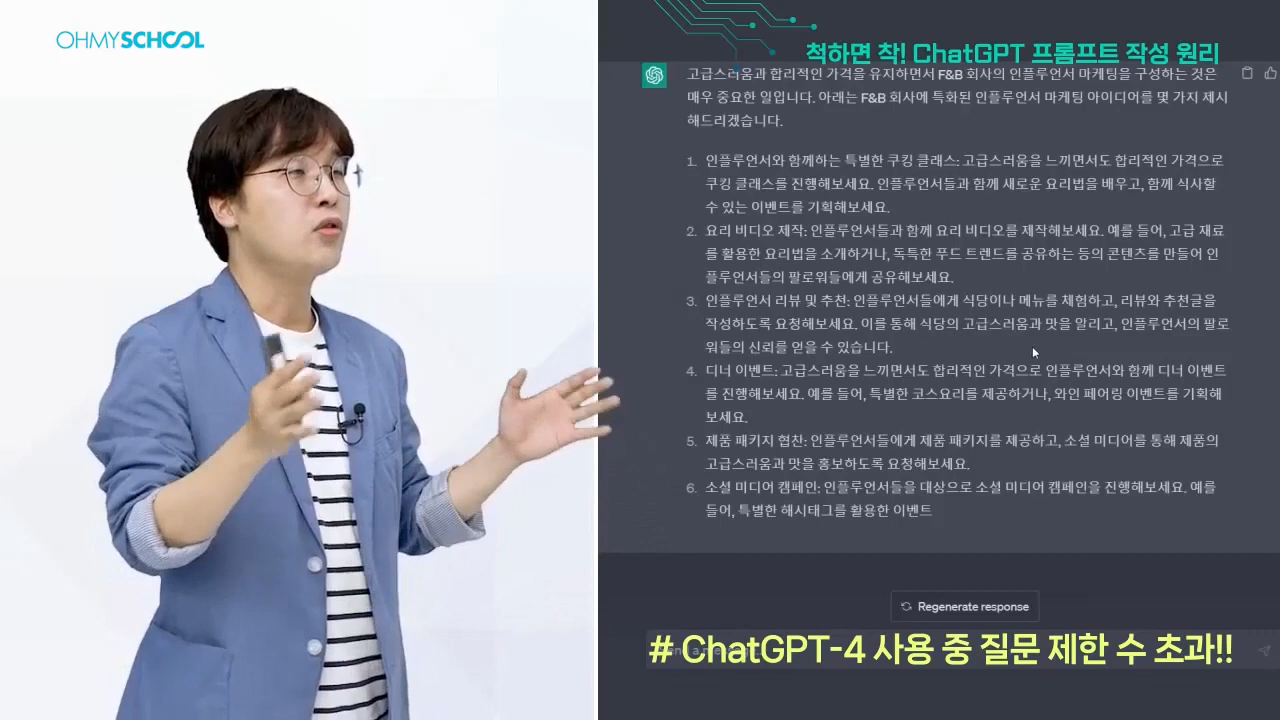 OHMYSCHOOL
척하면 착! ChatGPT 프롬프트 작성 원리
고급스러움과 합리적인 가격을 유지하면서 F&B 회사의 인플루언서 마케팅을 구성하는 것은
매우 중요한 일입니다. 아래는 F&B 회사에 특화된 인플루언서 마케팅 아이디어를 몇 가지 제시
해드리겠습니다.
1. 인플루언서와 함께하는 특별한 쿠킹 클래스: 고급스러움을 느끼면서도 합리적인 가격으로
쿠킹 클래스를 진행해보세요. 인플루언서들과 함께 새로운 요리법을 배우고, 함께 식사할
수 있는 이벤트를 기획해보세요.
2. 요리 비디오 제작: 인플루언서들과 함께 요리 비디오를 제작해보세요. 예를 들어, 고급 재료
를 활용한 요리법을 소개하거나, 독특한 푸드 트렌드를 공유하는 등의 콘텐츠를 만들어 인
플루언서들의 팔로워들에게 공유해보세요.
3. 인플루언서 리뷰 및 추천: 인플루언서들에게 식당이나 메뉴를 체험하고, 리뷰와 추천글을
작성하도록 요청해보세요. 이를 통해 식당의 고급스러움과 맛을 알리고, 인플루언서의 팔로
워들의 신뢰를 얻을 수 있습니다.
4. 디너 이벤트: 고급스러움을 느끼면서도 합리적인 가격으로 인플루언서와 함께 디너 이벤트
를 진행해보세요. 예를 들어, 특별한 코스요리를 제공하거나, 와인 페어링 이벤트를 기획해
보세요.
5. 제품 패키지 협찬: 인플루언서들에게 제품 패키지를 제공하고, 소셜 미디어를 통해 제품의
고급스러움과 맛을 홍보하도록 요청해보세요.
6. 소셜 미디어 캠페인: 인플루언서들을 대상으로 소셜 미디어 캠페인을 진행해보세요. 예를
들어, 특별한 해시태그를 활용한 이벤트
Regenerate response
# ChatGPT-4 사용 중 질문 제한 수 초과!!